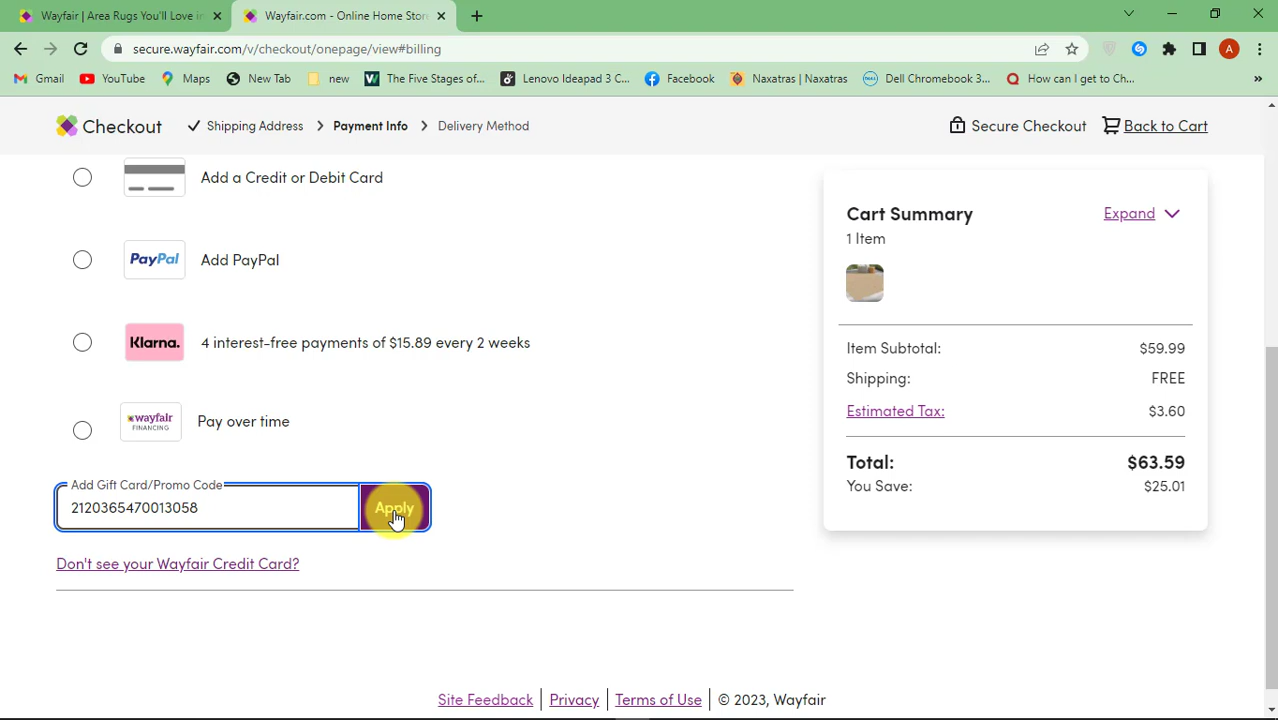 Wayfair | Area Rugs You'll Love in
Wayfair.com - Online Home Stor
secure.wayfair.com/v/checkout/onepage/view#billing
A
Gmail
YouTube
Maps
New Tab
new
The Five Stages of...
Lenovo Ideapad 3 C...
Facebook
Naxatras | Naxatras
Dell Chromebook 3...
How can I get to Ch...
»
Checkout
Shipping Address
Payment Info
Delivery Method
Secure Checkout
Back to Cart
Add a Credit or Debit Card
PayPal
Add PayPal
Klarna.
4 interest-free payments of $15.89 every 2 weeks
wayfair
FINANCING
Pay over time
Add Gift Card/Promo Code
2120365470013058
Apply
Don't see your Wayfair Credit Card?
Cart Summary
Expand
1 Item
Item Subtotal: $59.99
Shipping: FREE
Estimated Tax: $3.60
Total: $63.59
You Save: $25.01
Site Feedback | Privacy | Terms of Use | © 2023, Wayfair